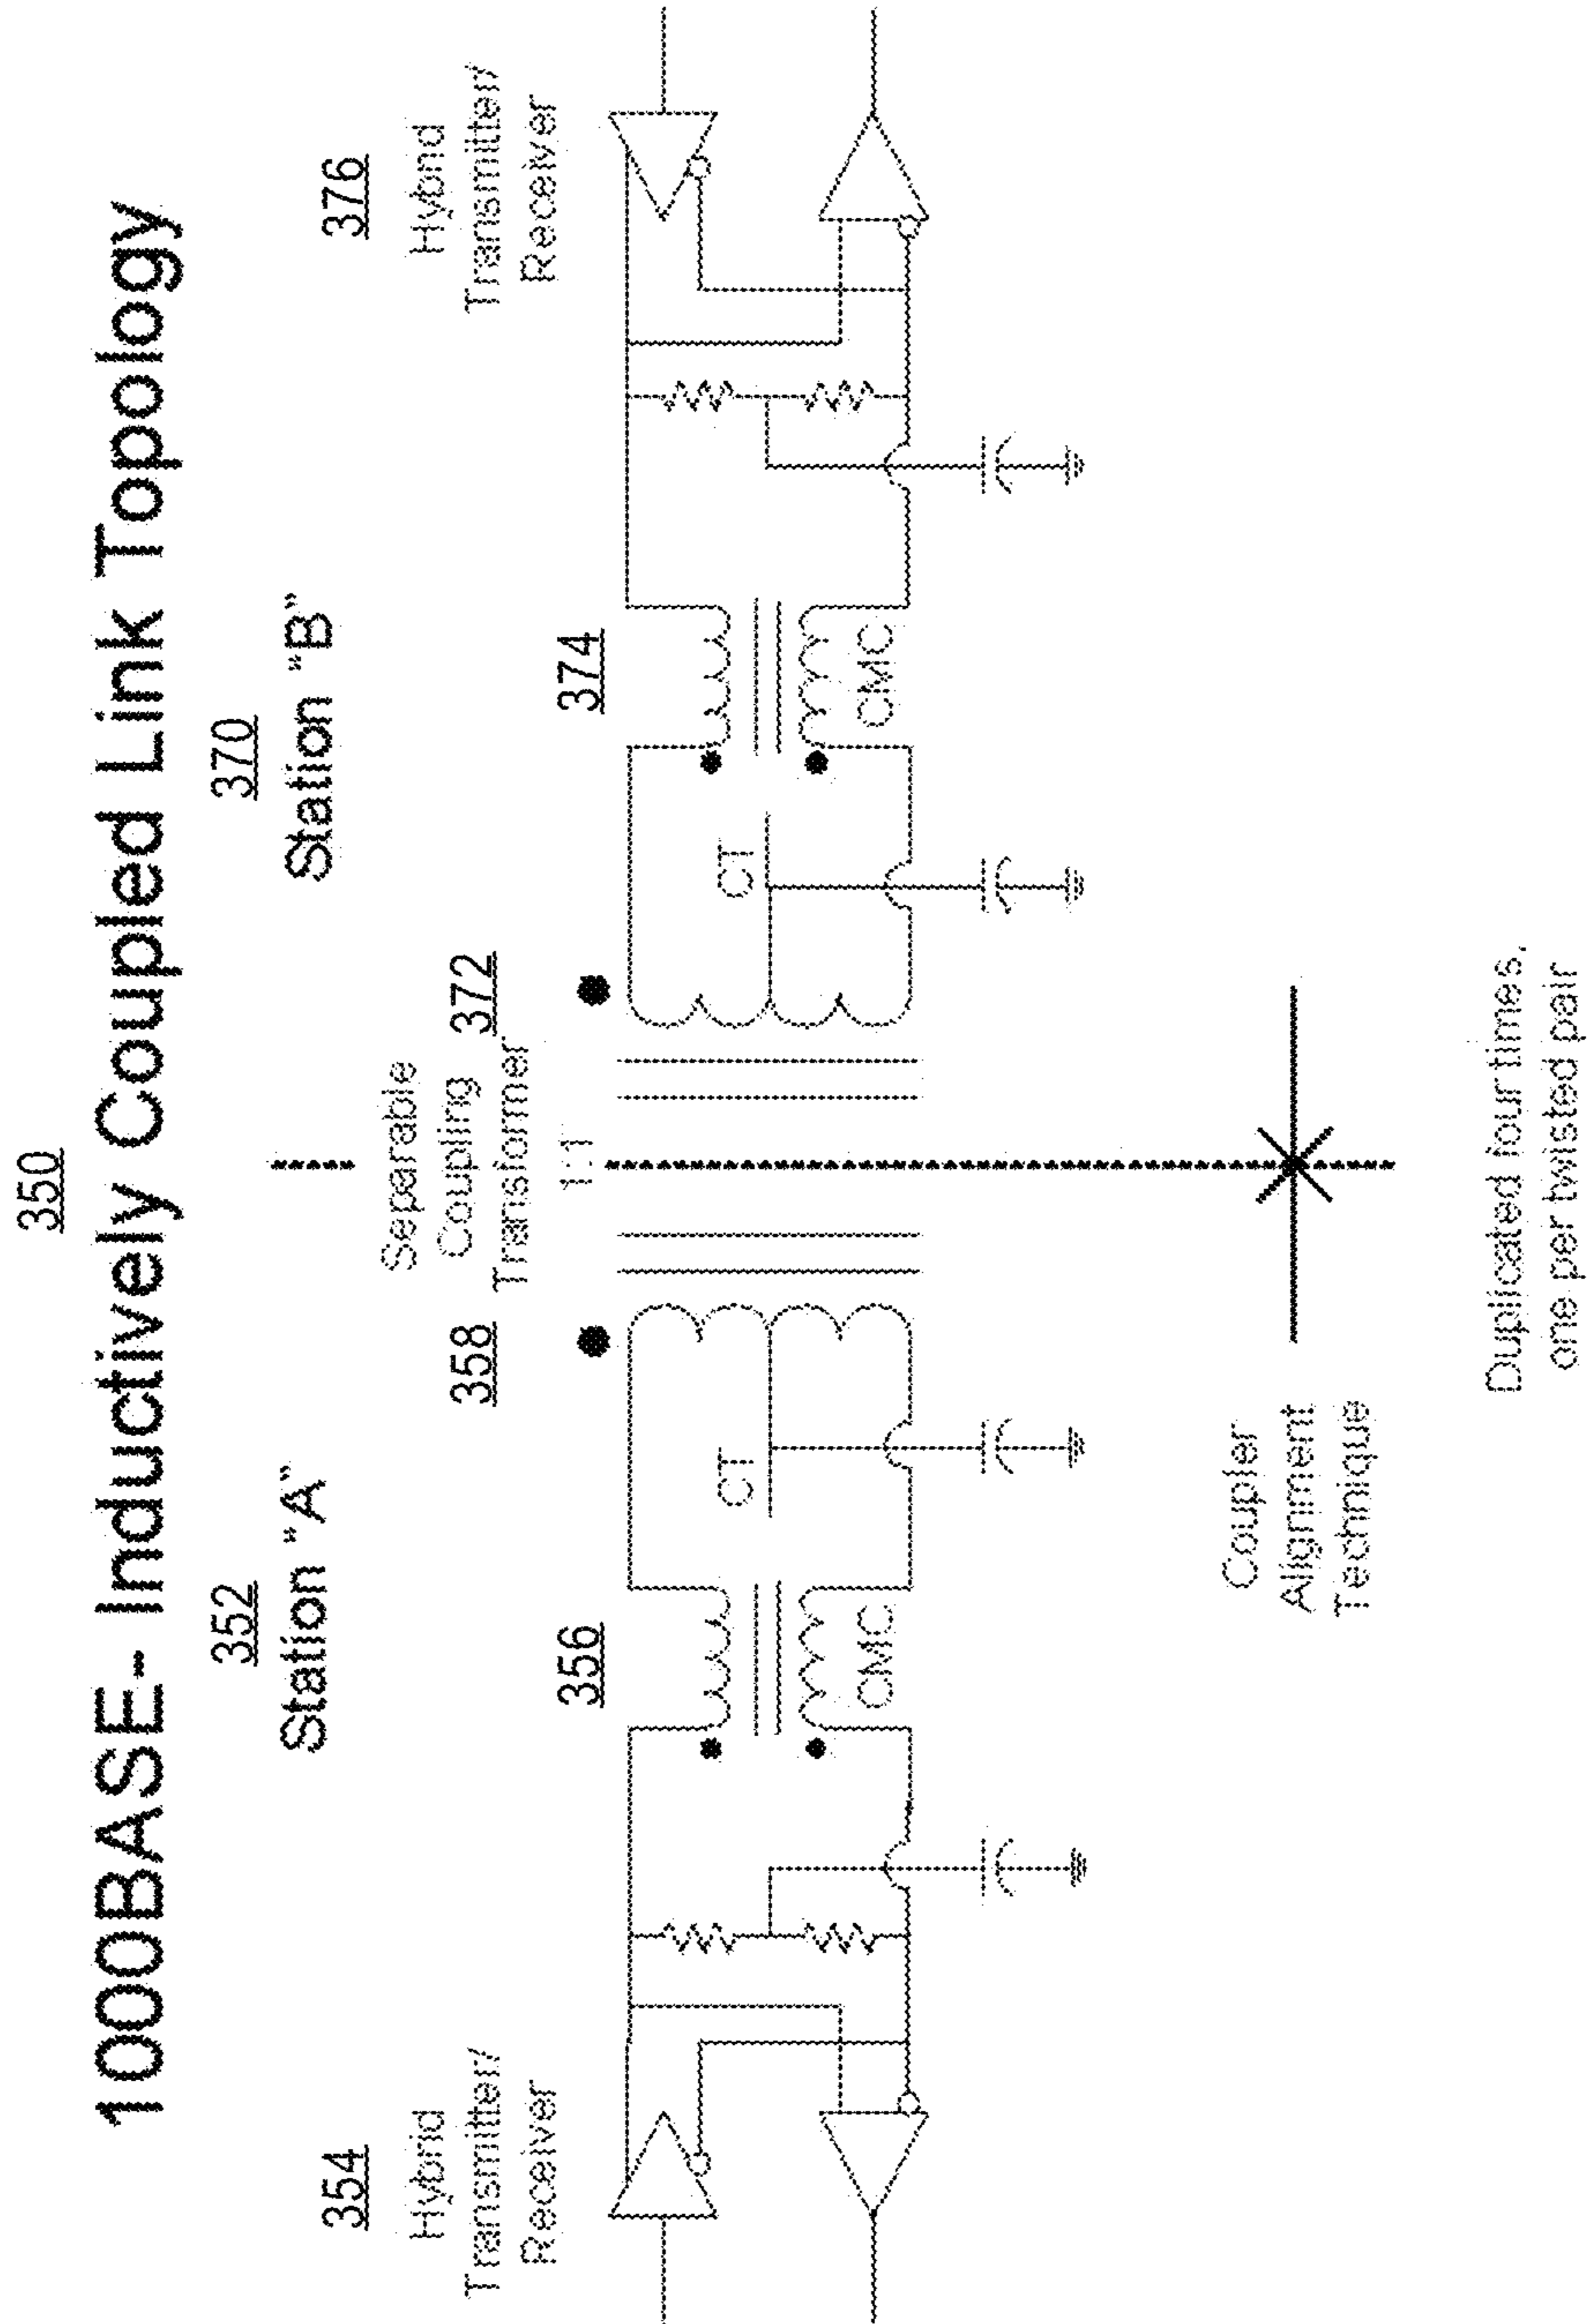 350
1000BASE- Inductively Coupled Link Topology
352
Station "A"
370
Station "B"
354
Hybrid
Transmitter/
Receiver
356
CMC
CT
358
Separable
Coupling
Transformer
1:1
372
CT
374
CMC
376
Hybrid
Transmitter/
Receiver
Coupler
Alignment
Technique
Duplicated four times,
one per twisted pair